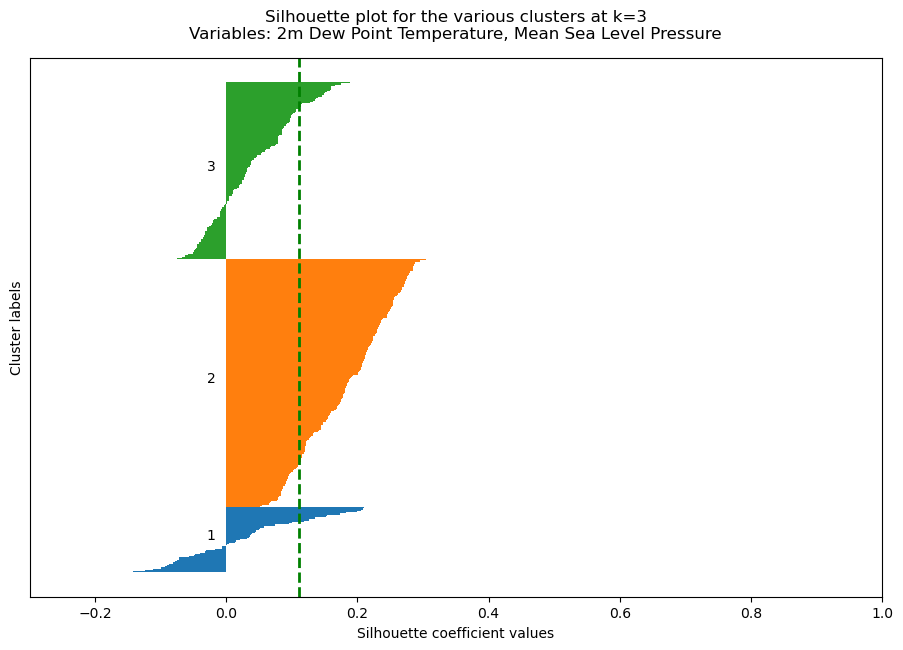 Silhouette plot for the various clusters at k=3
Variables: 2m Dew Point Temperature, Mean Sea Level Pressure
Cluster labels
3
2
1
−0.2
0.0
0.2
0.4
0.6
0.8
1.0
Silhouette coefficient values